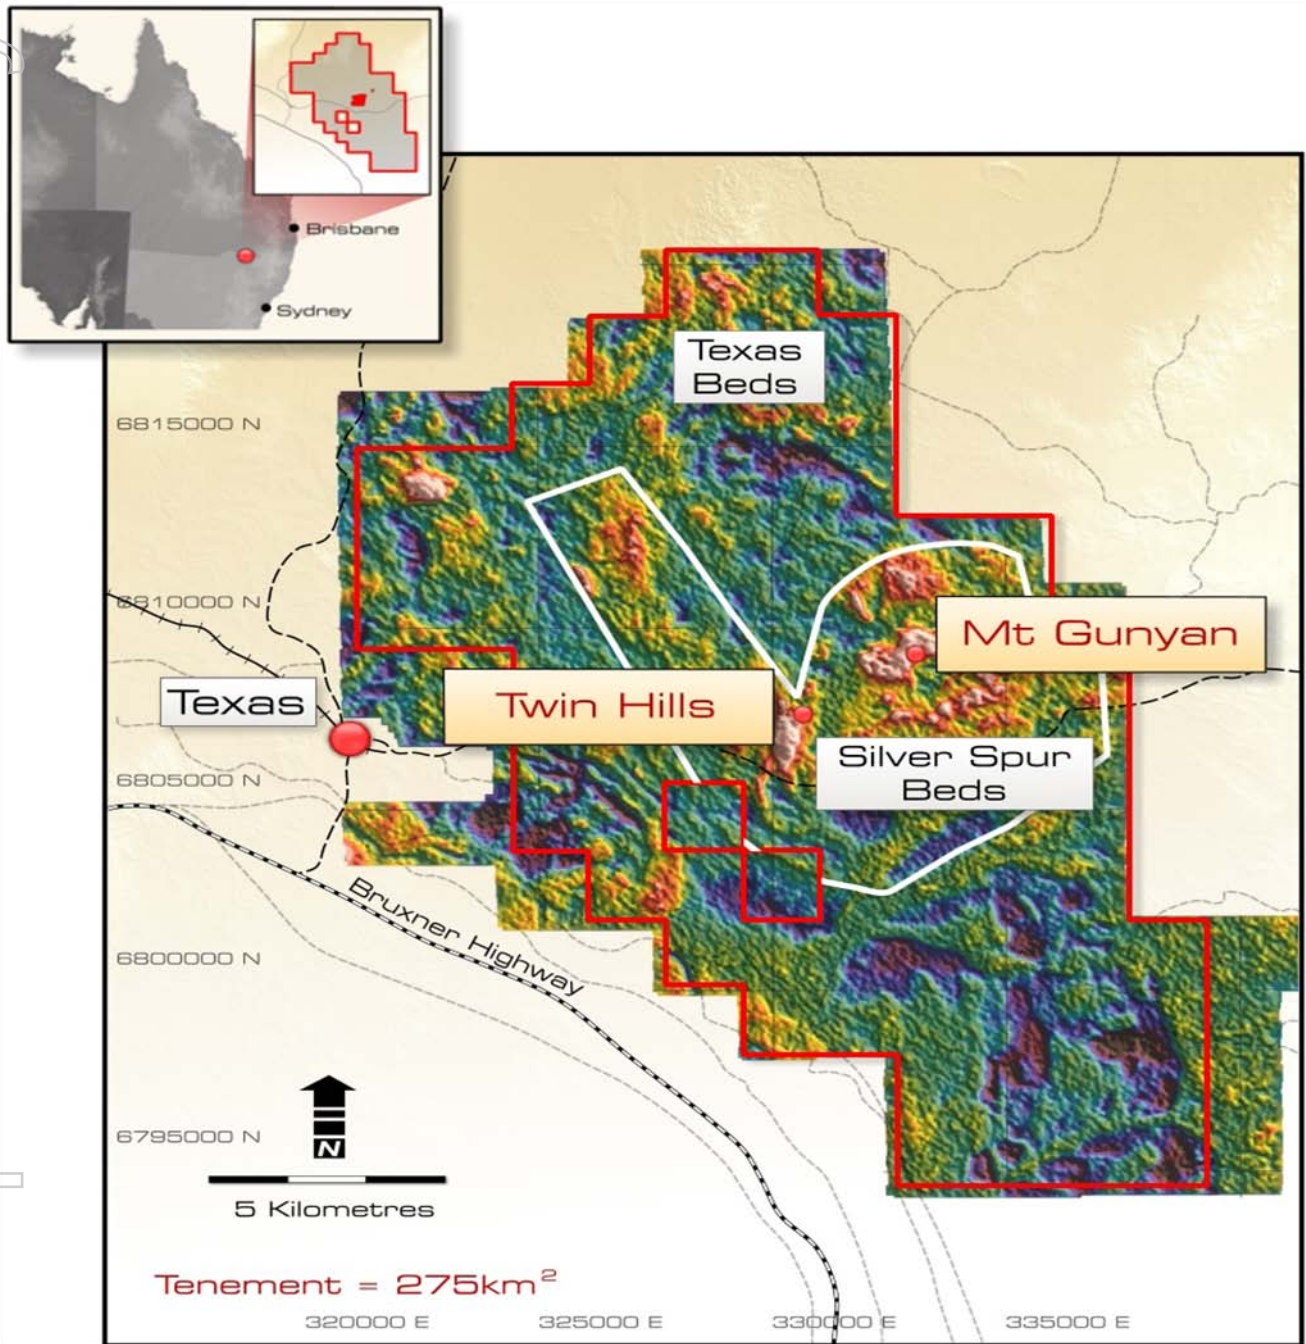 Brisbane
Sydney
Texas
Beds
6815000 N
6810000 N
Mt Gunyan
Texas
Twin Hills
Silver Spur
Beds
6805000 N
Bruxner Highway
6800000 N
6795000 N
N
5 Kilometres
Tenement = 275km²
320000 E
325000 E
330000 E
335000 E